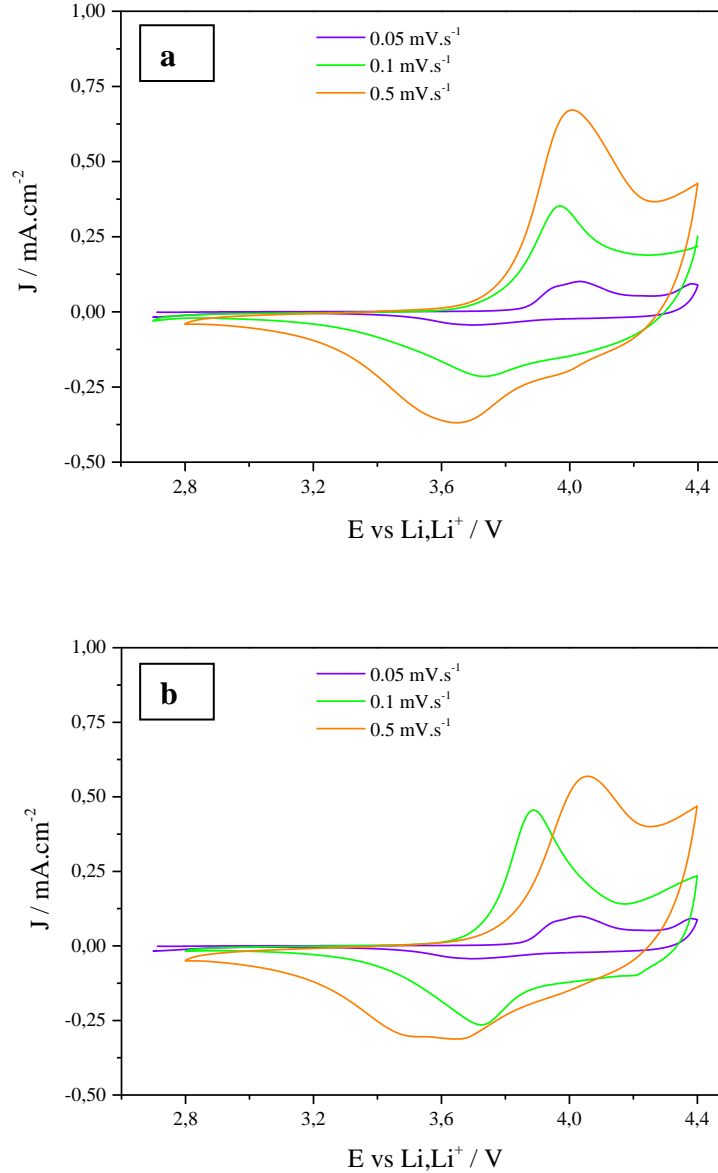 1,00
a
0.05 mV.s⁻¹
0.1 mV.s⁻¹
0.5 mV.s⁻¹
0,75
0,50
0,25
0,00
-0,25
-0,50
J / mA.cm⁻²
2,8 3,2 3,6 4,0 4,4
E vs Li,Li⁺ / V
1,00
b
0.05 mV.s⁻¹
0.1 mV.s⁻¹
0.5 mV.s⁻¹
0,75
0,50
0,25
0,00
-0,25
-0,50
J / mA.cm⁻²
2,8 3,2 3,6 4,0 4,4
E vs Li,Li⁺ / V